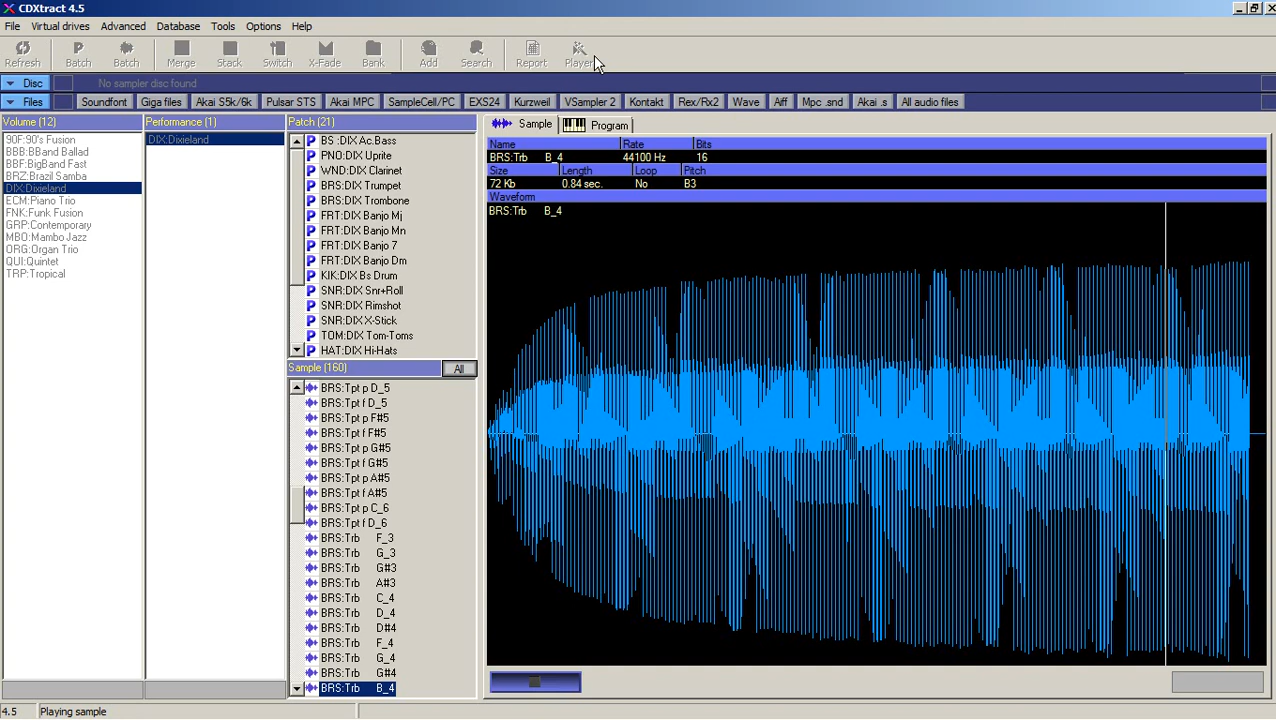 CDXtract 4.5
File Virtual drives Advanced Database Tools Options Help
Refresh Batch Batch Merge Stack Switch X-Fade Bank Add Search Report Player
Disc No sampler disc found
Files Soundfont Giga files Akai S5k/6k Pulsar STS Akai MPC SampleCell/PC EXS24 Kurzweil VSampler 2 Kontakt Rex/Rx2 Wave Aiff Mpc .snd Akai .s All audio files
Volume (12)
90F:90's Fusion
BBB:BBand Ballad
BBF:BigBand Fast
BRZ:Brazil Samba
DIX:Dixieland
ECM:Piano Trio
FNK:Funk Fusion
GRP:Contemporary
MBO:Mambo Jazz
ORG:Organ Trio
QUI:Quintet
TRP:Tropical
Performance (1)
DIX:Dixieland
Patch (21)
P BS :DIX Ac.Bass
P PNO:DIX Uprite
P WND:DIX Clarinet
P BRS:DIX Trumpet
P BRS:DIX Trombone
P FRT:DIX Banjo Mj
P FRT:DIX Banjo Mn
P FRT:DIX Banjo 7
P FRT:DIX Banjo Dm
P KIK:DIX Bs Drum
P SNR:DIX Snr+Roll
P SNR:DIX Rimshot
P SNR:DIX X-Stick
P TOM:DIX Tom-Toms
P HAT:DIX Hi-Hats
Sample (160) All
BRS:Tpt p D_5
BRS:Tpt f D_5
BRS:Tpt p F#5
BRS:Tpt f F#5
BRS:Tpt p G#5
BRS:Tpt f G#5
BRS:Tpt p A#5
BRS:Tpt f A#5
BRS:Tpt p C_6
BRS:Tpt f D_6
BRS:Trb F_3
BRS:Trb G_3
BRS:Trb G#3
BRS:Trb A#3
BRS:Trb C_4
BRS:Trb D_4
BRS:Trb D#4
BRS:Trb F_4
BRS:Trb G_4
BRS:Trb G#4
BRS:Trb B_4
Sample Program
Name Rate Bits
BRS:Trb B_4 44100 Hz 16
Size Length Loop Pitch
72 Kb 0.84 sec. No B3
Waveform
BRS:Trb B_4
4.5 Playing sample